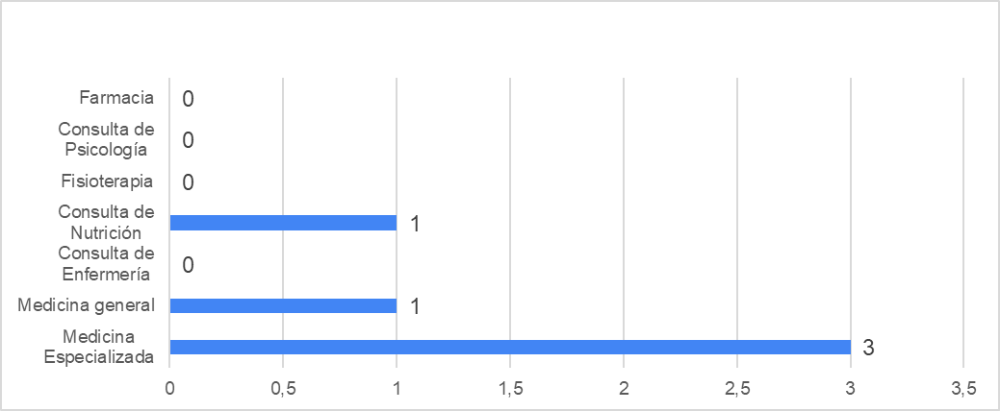 Farmacia 0
Consulta de
Psicología 0
Fisioterapia 0
Consulta de
Nutrición 1
Consulta de
Enfermería 0
Medicina general 1
Medicina
Especializada 3
0 0,5 1 1,5 2 2,5 3 3,5